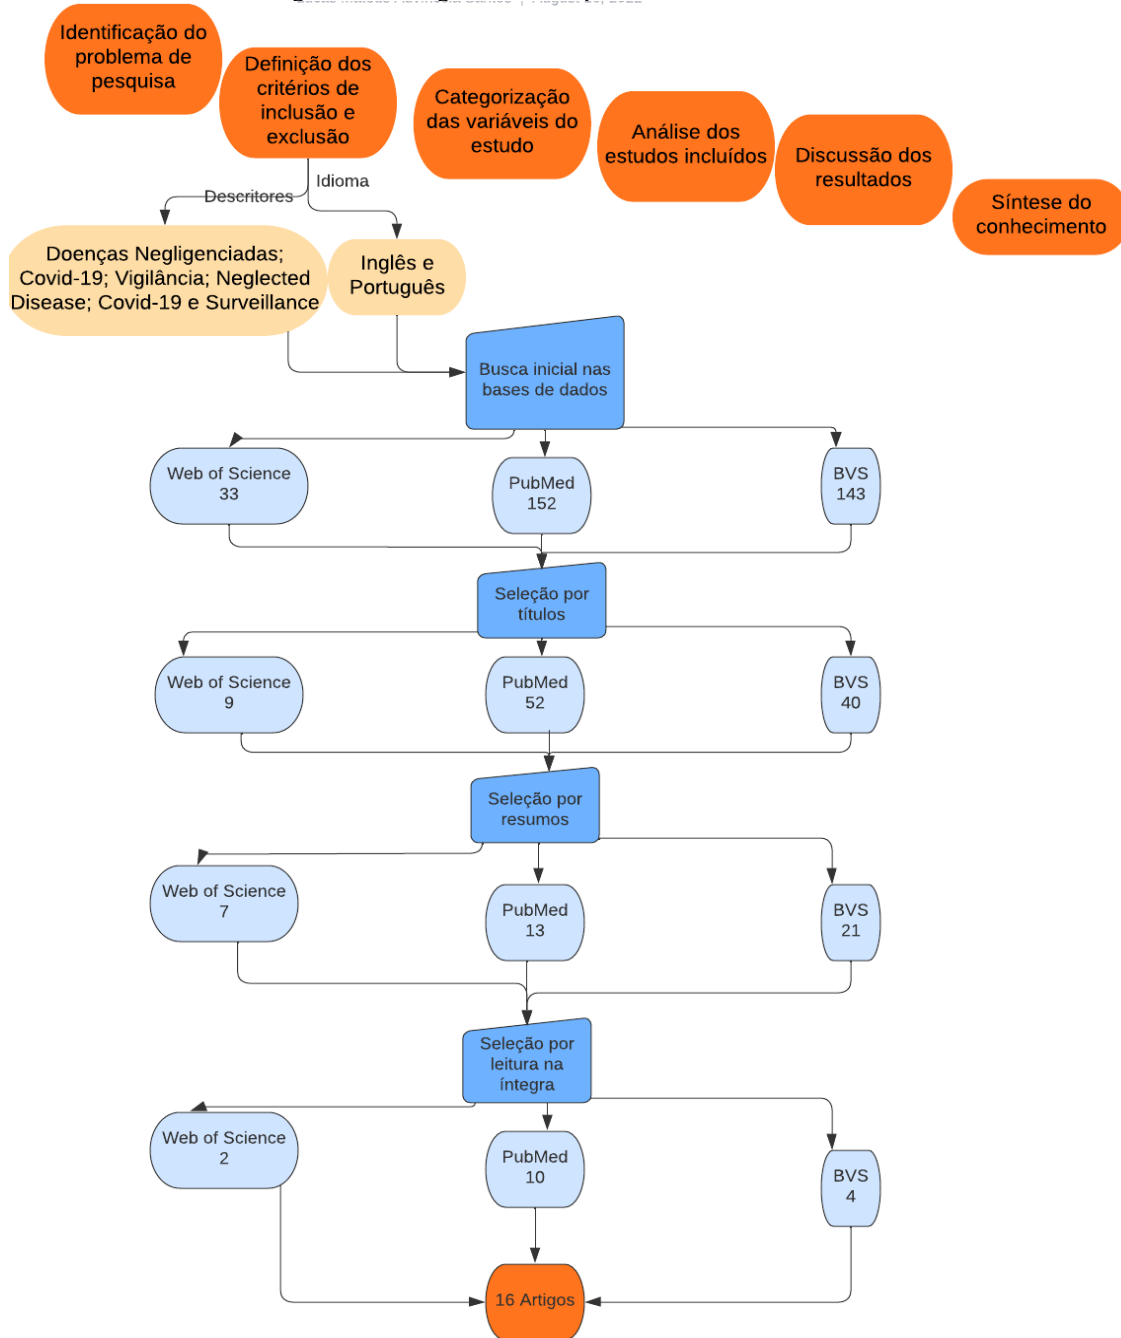 Identificação do
problema de
pesquisa
Definição dos
critérios de
inclusão e
exclusão
Categorização
das variáveis do
estudo
Análise dos
estudos incluídos
Discussão dos
resultados
Síntese do
conhecimento
Descritores
Idioma
Doenças Negligenciadas;
Covid-19; Vigilância; Neglected
Disease; Covid-19 e Surveillance
Inglês e
Português
Busca inicial nas
bases de dados
Web of Science
33
PubMed
152
BVS
143
Seleção por
títulos
Web of Science
9
PubMed
52
BVS
40
Seleção por
resumos
Web of Science
7
PubMed
13
BVS
21
Seleção por
leitura na
íntegra
Web of Science
2
PubMed
10
BVS
4
16 Artigos